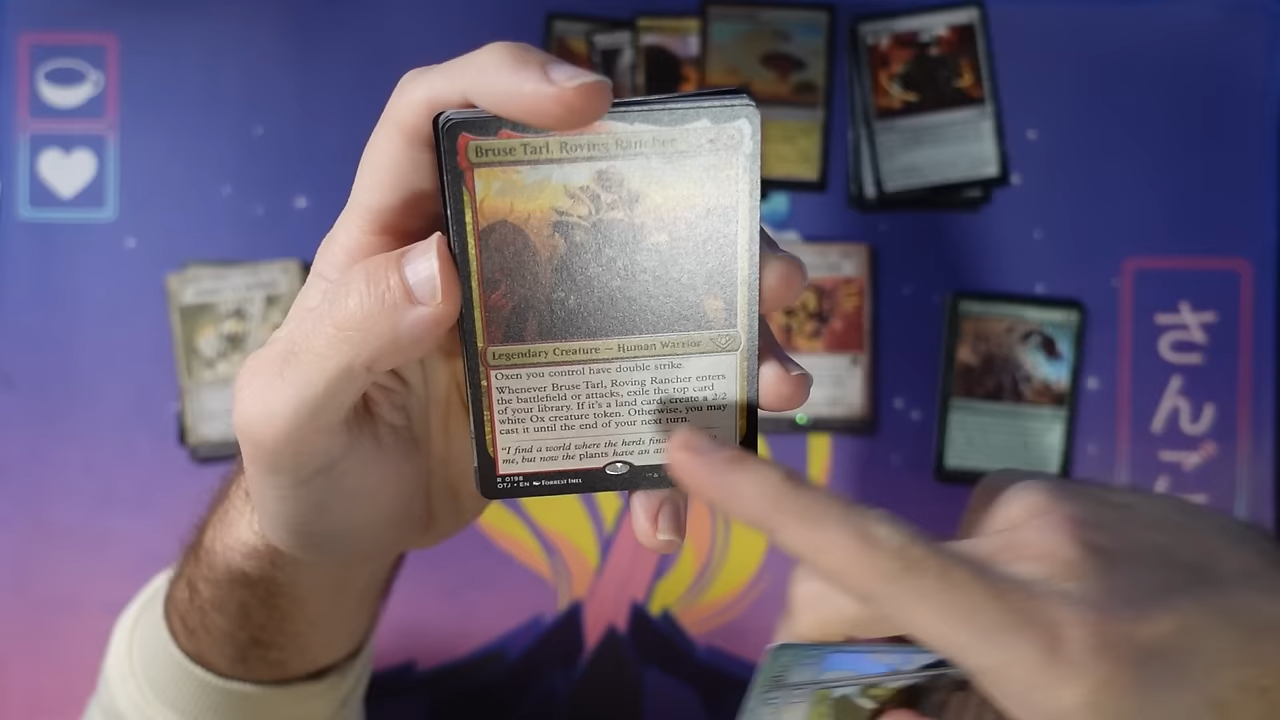 Bruse Tarl, Roving Rancher
Legendary Creature — Human Warrior
Oxen you control have double strike.
Whenever Bruse Tarl, Roving Rancher enters
the battlefield or attacks, exile the top card
of your library. If it's a land card, create a 2/2
white Ox creature token. Otherwise, you may
cast it until the end of your next turn.
"I find a world where the herds
me, but now the plants have an
R 0198
OTJ • EN Forrest Imel
さんご